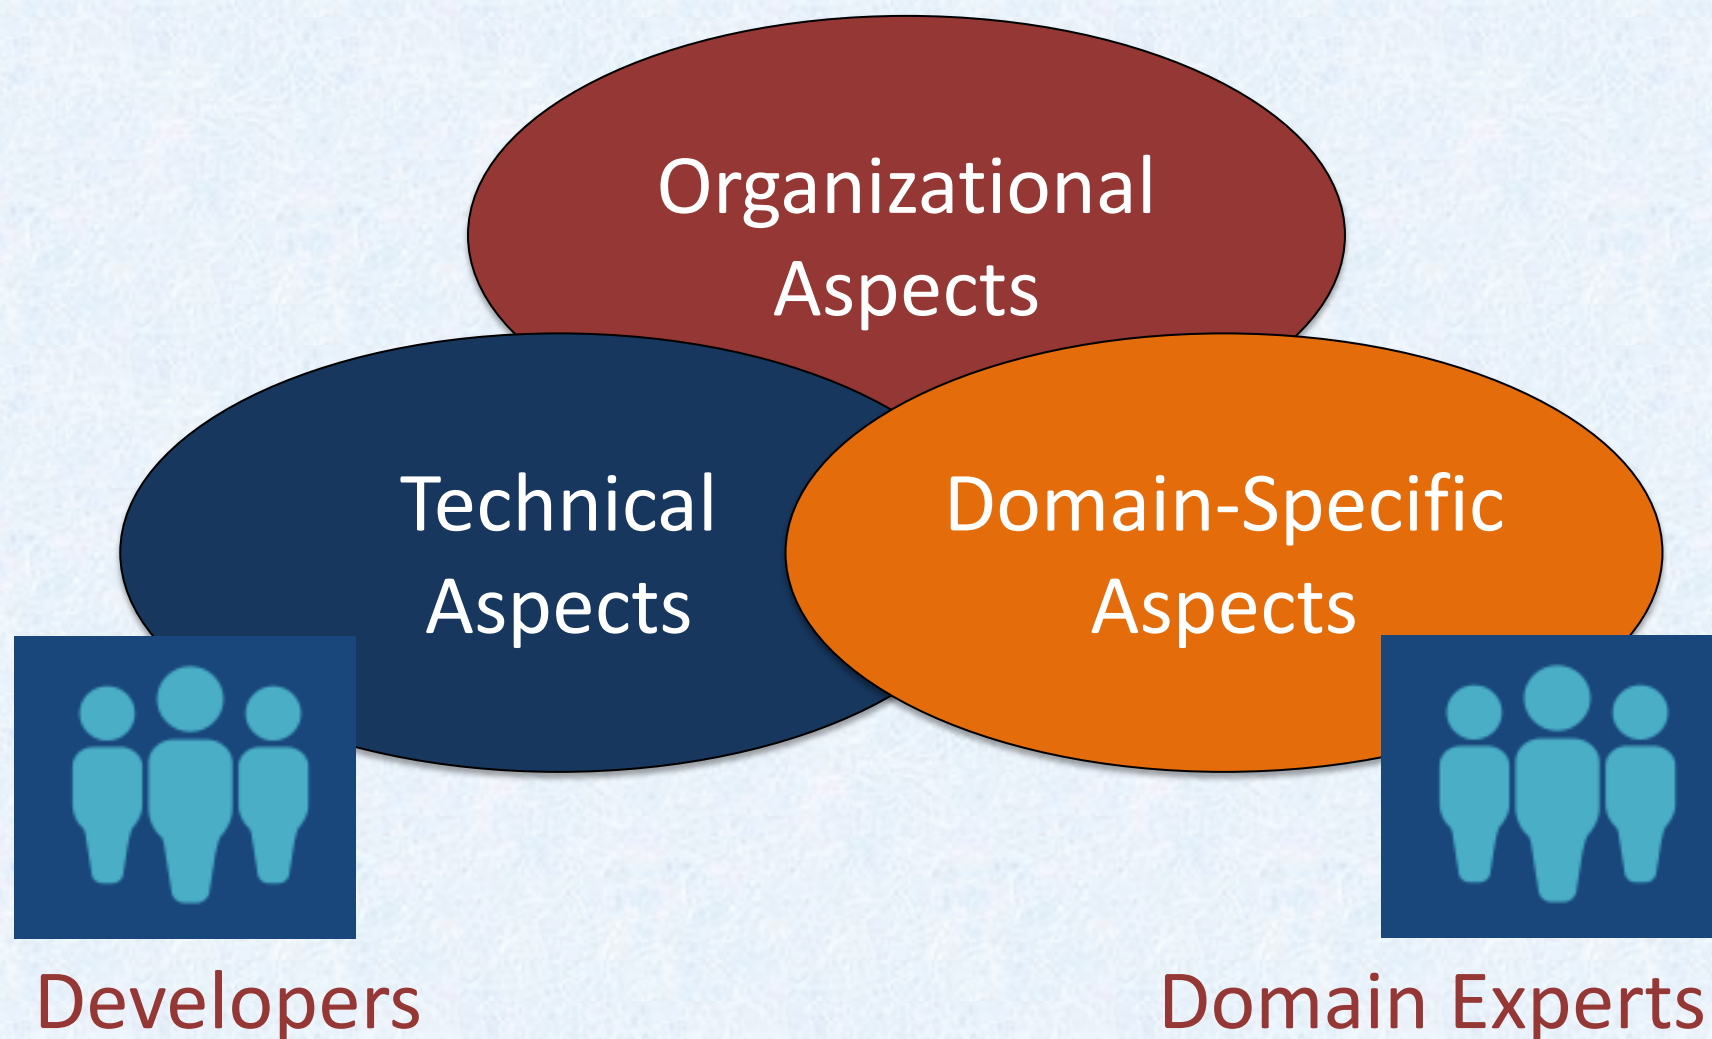 Organizational
Aspects
Technical
Aspects
Domain-Specific
Aspects
Developers
Domain Experts